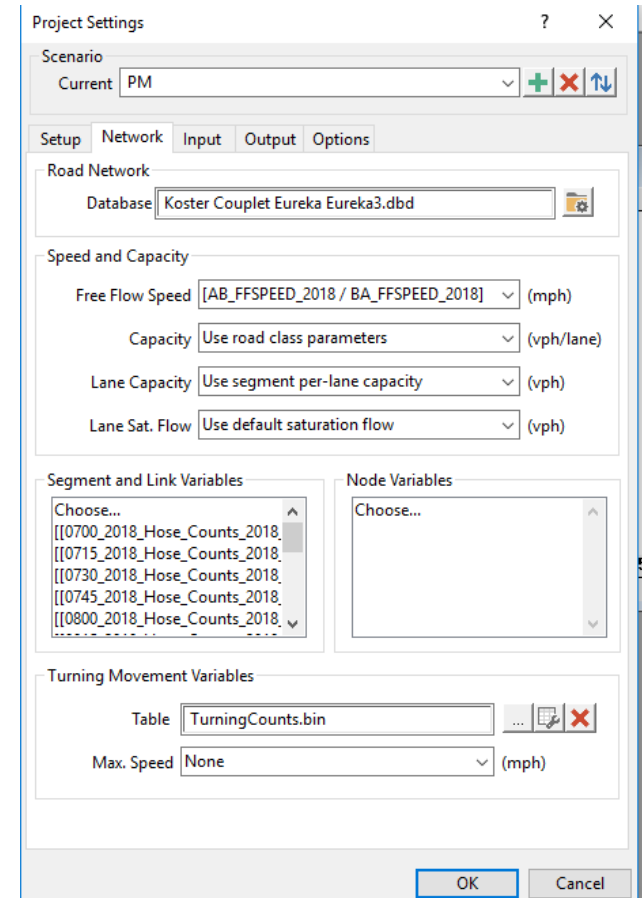 Project Settings ?
Scenario
Current PM
Setup Network Input Output Options
Road Network
Database Koster Couplet Eureka Eureka3.dbd
Speed and Capacity
Free Flow Speed [AB_FFSPEED_2018 / BA_FFSPEED_2018] (mph)
Capacity Use road class parameters (vph/lane)
Lane Capacity Use segment per-lane capacity (vph)
Lane Sat. Flow Use default saturation flow (vph)
Segment and Link Variables Node Variables
Choose... Choose...
[[0700_2018_Hose_Counts_2018_
[[0715_2018_Hose_Counts_2018_
[[0730_2018_Hose_Counts_2018_
[[0745_2018_Hose_Counts_2018_
[[0800_2018_Hose_Counts_2018_
Turning Movement Variables
Table TurningCounts.bin ...
Max. Speed None (mph)
OK Cancel